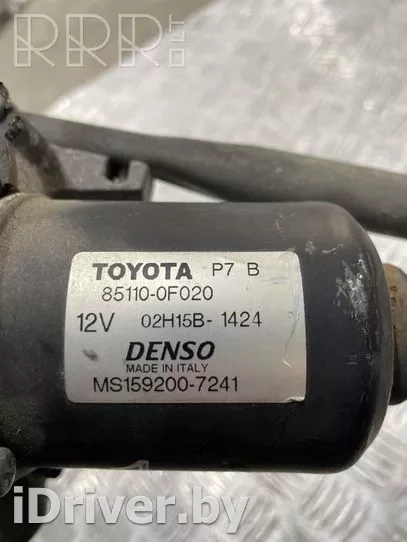 RRR
TOYOTA P7 B
85110-0F020
12V 02H15B-1424
DENSO
MADE IN ITALY
MS159200-7241
iDriver.by